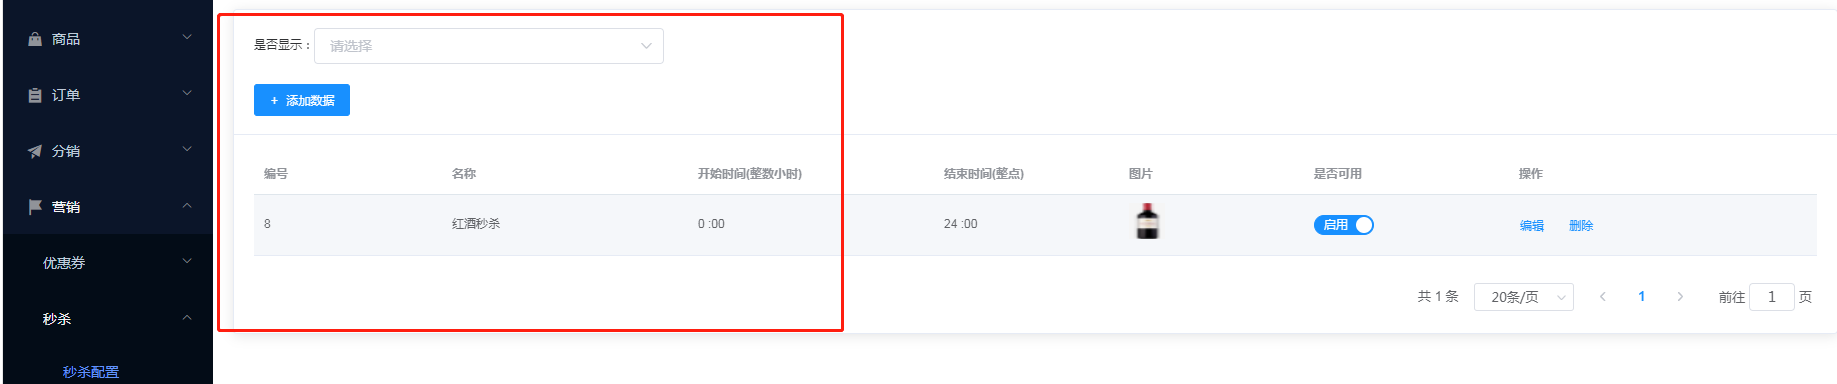 商品
订单
分销
营销
优惠券
秒杀
秒杀配置
是否显示：
请选择
+ 添加数据
编号 名称 开始时间(整数小时) 结束时间(整点) 图片 是否可用 操作
8 红酒秒杀 0 :00 24 :00 启用 编辑 删除
共 1 条 20条/页 1 前往 1 页